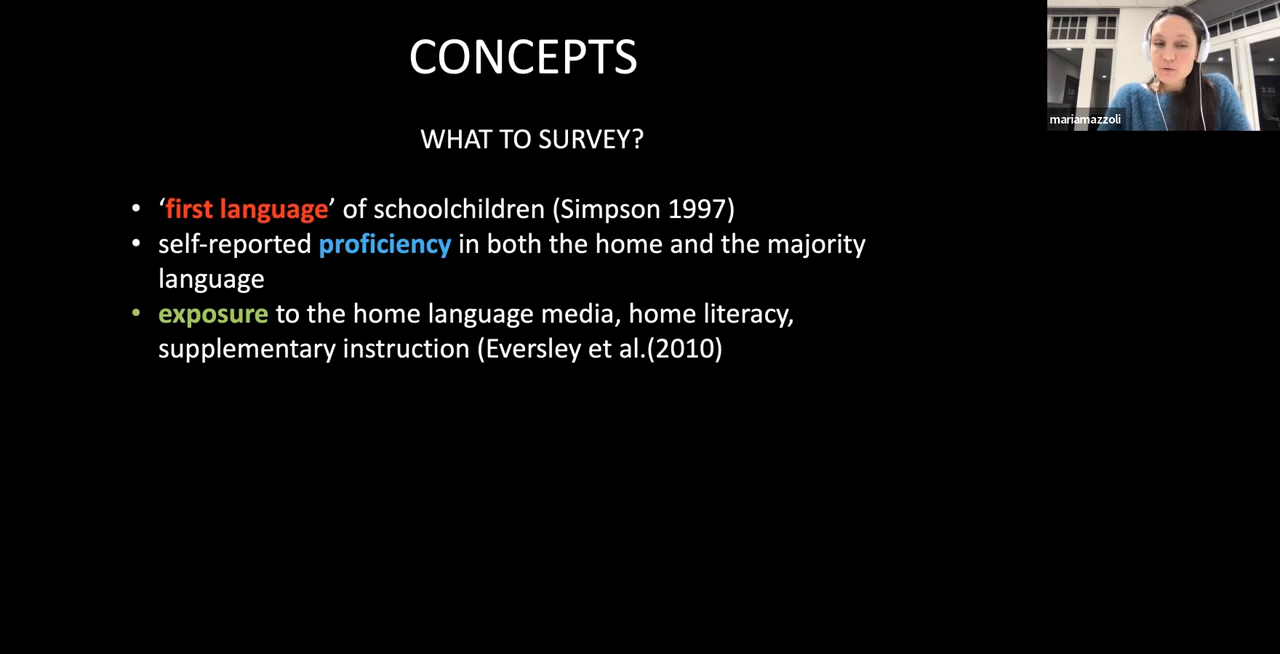 CONCEPTS
mariamazzoli
WHAT TO SURVEY?
• ‘first language’ of schoolchildren (Simpson 1997)
• self-reported proficiency in both the home and the majority
language
• exposure to the home language media, home literacy,
supplementary instruction (Eversley et al.(2010)